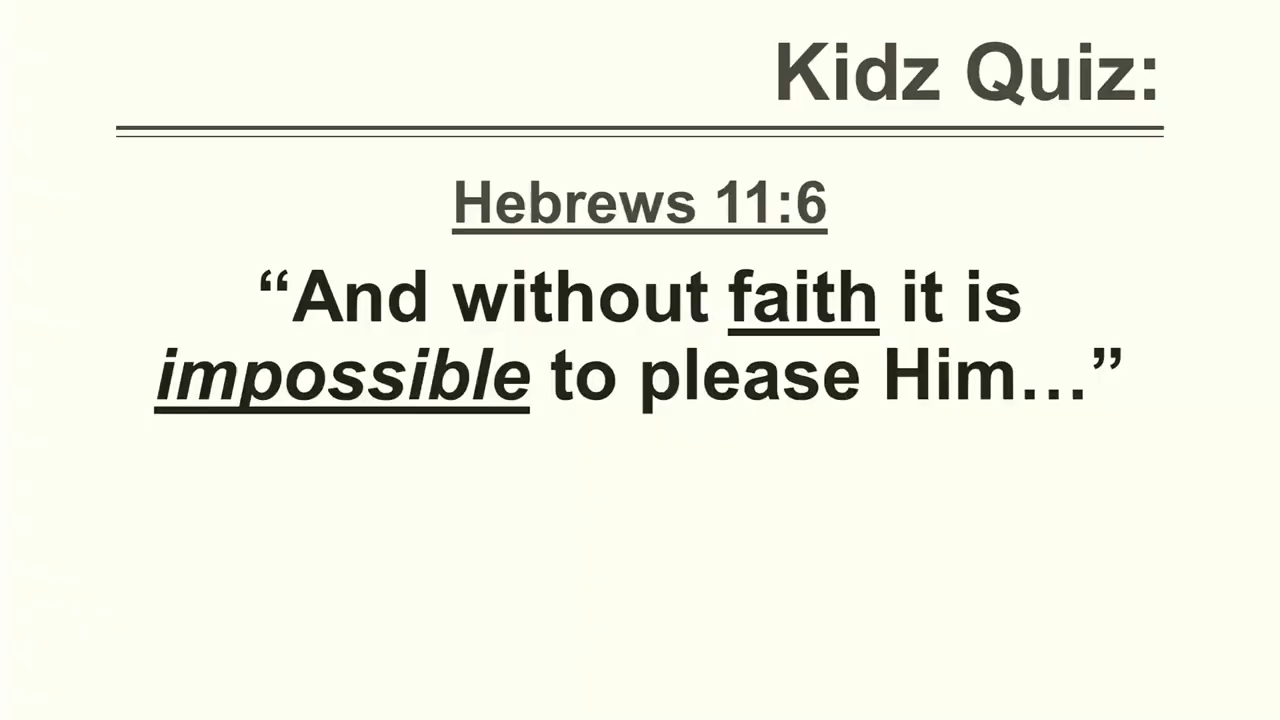 Kidz Quiz:
Hebrews 11:6
“And without faith it is
impossible to please Him…”